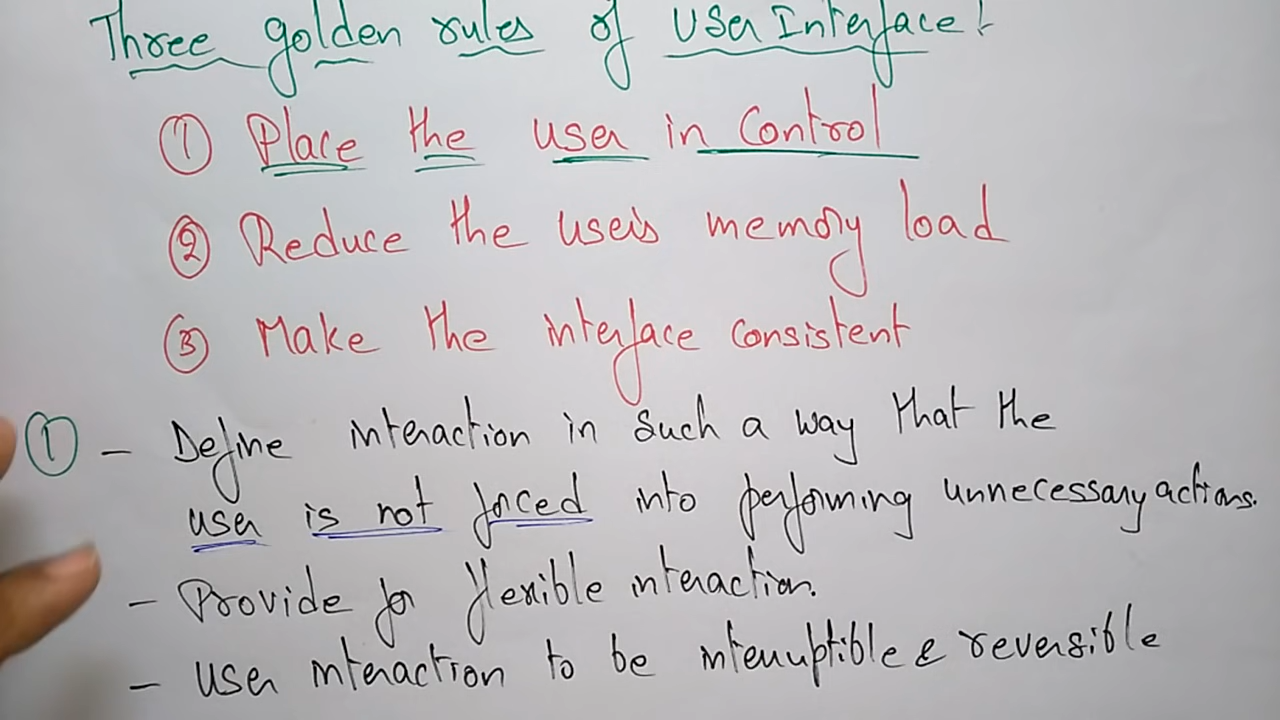 Three golden rules of User Interface!
① Place the user in Control
② Reduce the user's memory load
③ Make the interface consistent
① - Define interaction in such a way that the
user is not forced into performing unnecessary actions.
- Provide for flexible interaction.
- User interaction to be interruptible & reversible